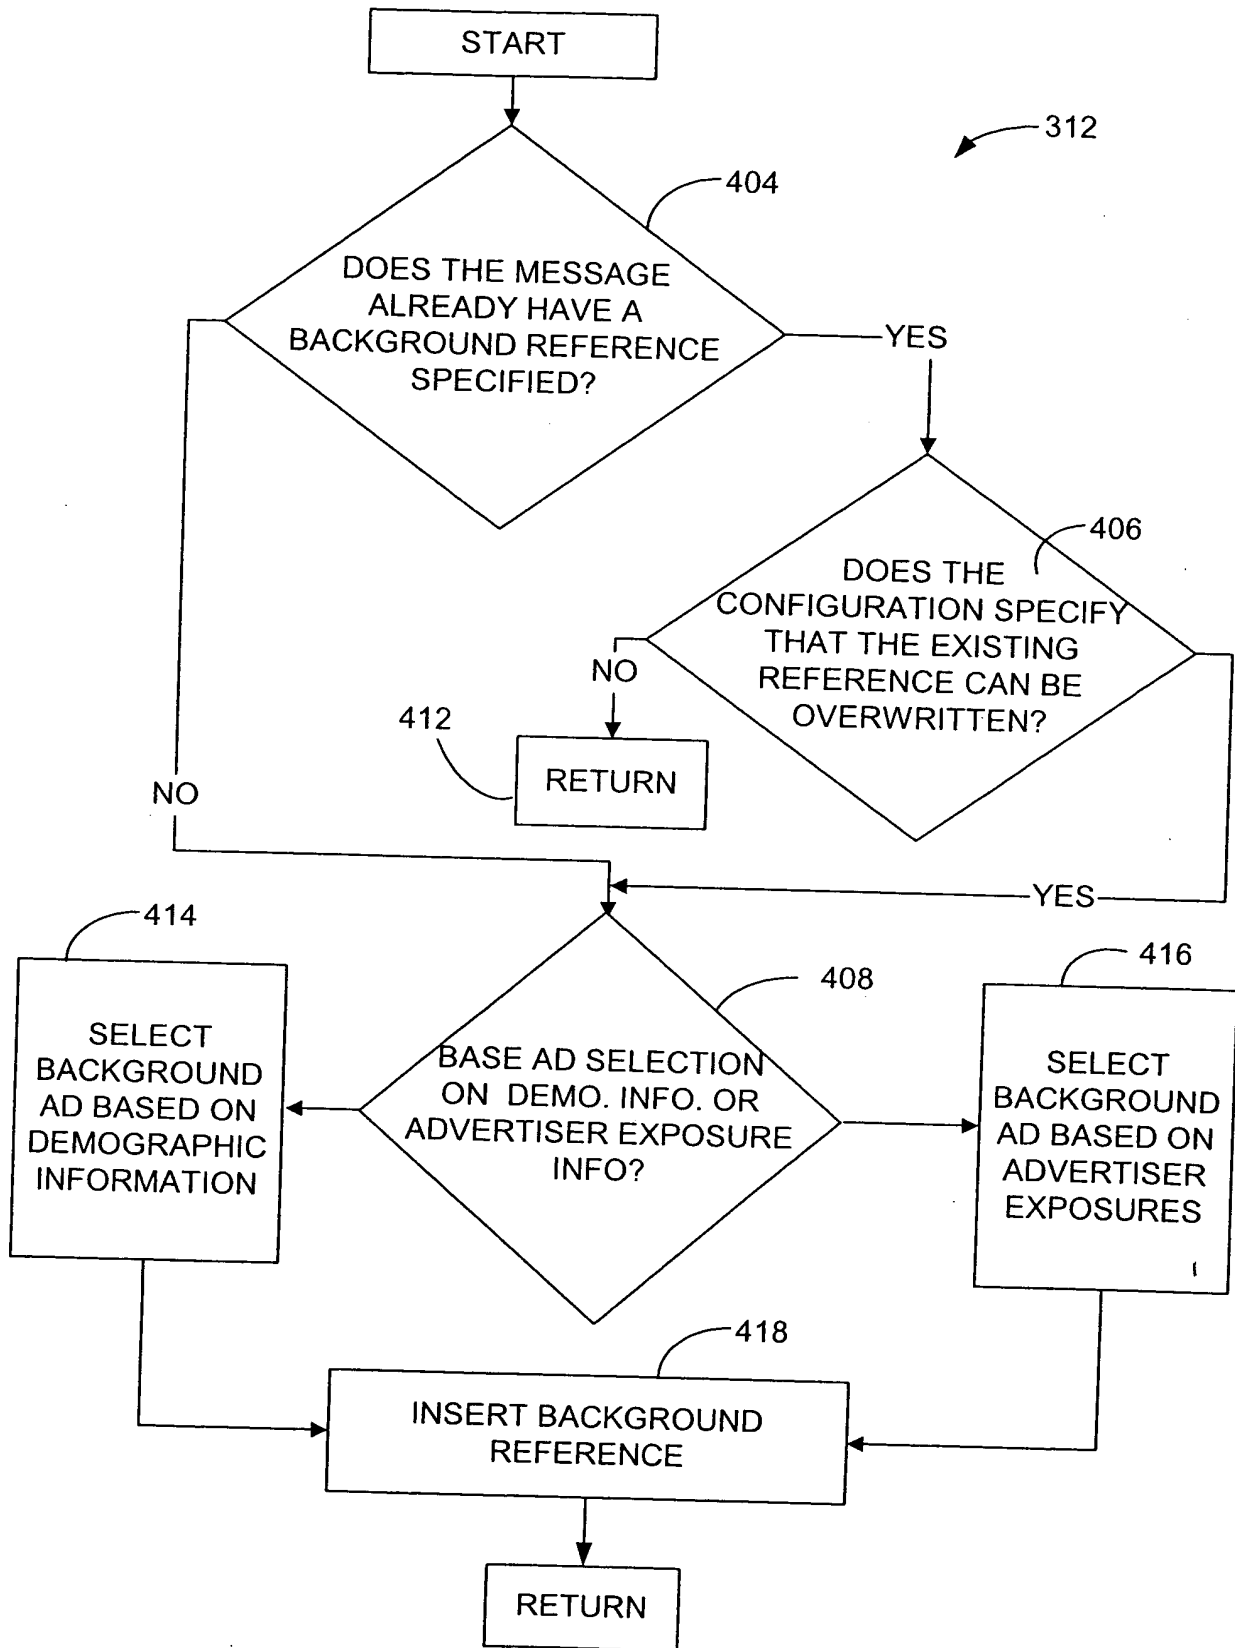 START
312
404
DOES THE MESSAGE
ALREADY HAVE A
BACKGROUND REFERENCE
SPECIFIED?
YES
406
DOES THE
CONFIGURATION SPECIFY
THAT THE EXISTING
REFERENCE CAN BE
OVERWRITTEN?
NO
412
RETURN
NO
YES
414
408
416
SELECT
BACKGROUND
AD BASED ON
DEMOGRAPHIC
INFORMATION
BASE AD SELECTION
ON DEMO. INFO. OR
ADVERTISER EXPOSURE
INFO?
SELECT
BACKGROUND
AD BASED ON
ADVERTISER
EXPOSURES
418
INSERT BACKGROUND
REFERENCE
RETURN